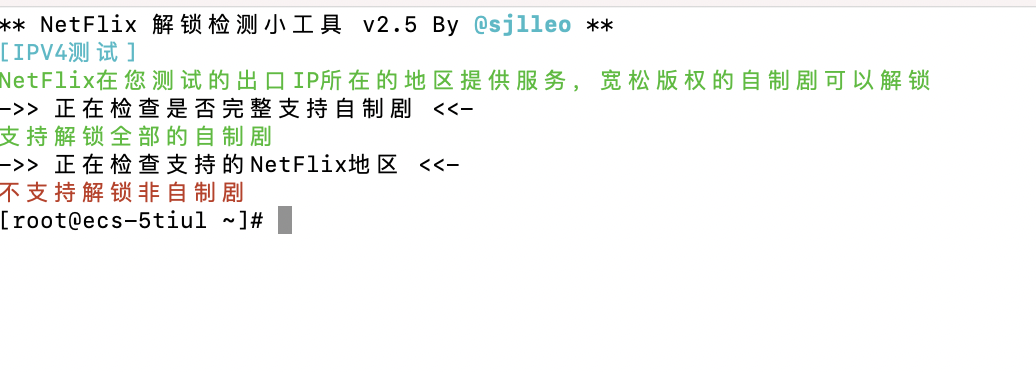 ** NetFlix 解锁检测小工具 v2.5 By @sjlleo **
[IPV4测试]
NetFlix在您测试的出口IP所在的地区提供服务，宽松版权的自制剧可以解锁
->> 正在检查是否完整支持自制剧 <<-
支持解锁全部的自制剧
->> 正在检查支持的NetFlix地区 <<-
不支持解锁非自制剧
[root@ecs-5tiul ~]#